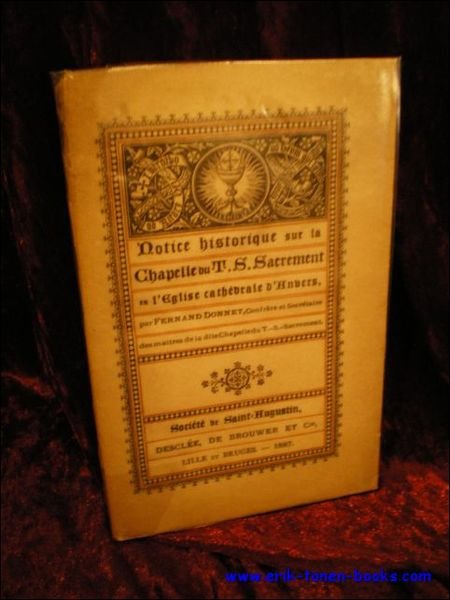 Notice historique sur la
Chapelle du T. S. Sacrement
en l'Eglise cathédrale d'Anvers,
par FERNAND DONNET, Confrère et Secrétaire
des maîtres de la dite Chapelle du T.-S.-Sacrement.
Société de Saint-Augustin,
DESCLÉE, DE BROUWER ET Cie,
LILLE ET BRUGES. — 1887.
www.erik-tonen-books.com